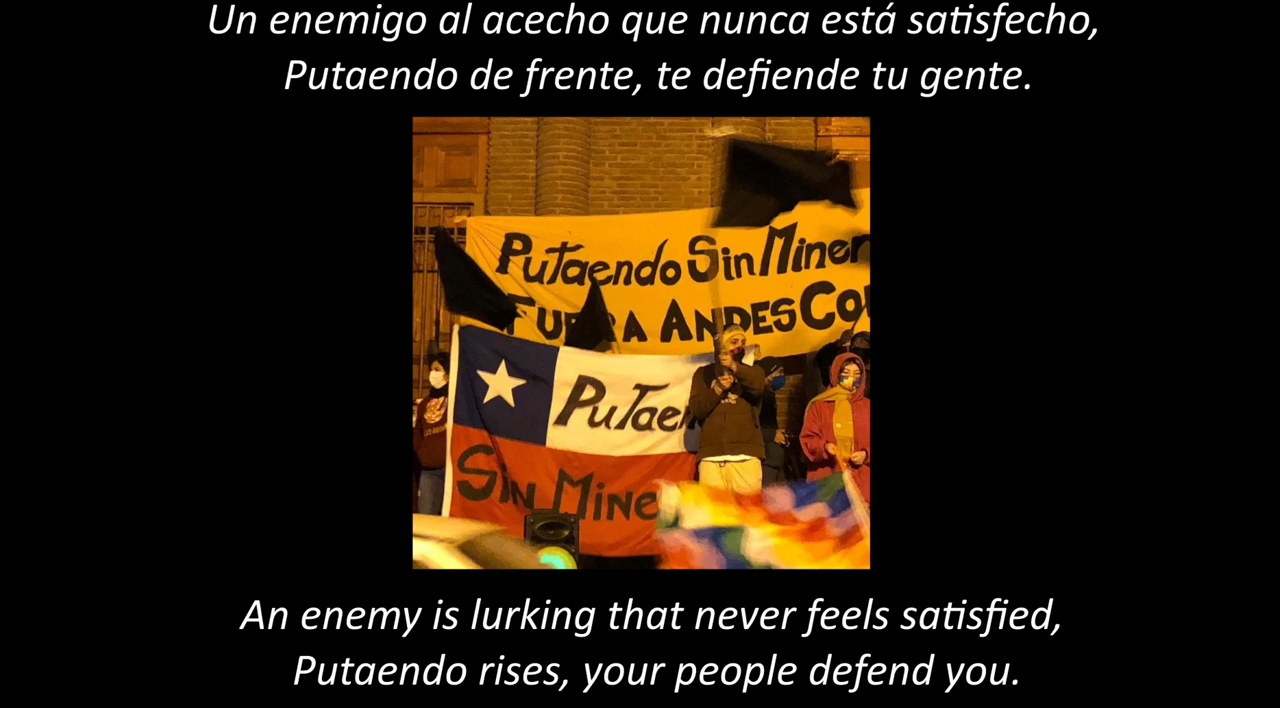 Un enemigo al acecho que nunca está satisfecho,
Putaendo de frente, te defiende tu gente.
Putaendo Sin Miner
Fuera Andes Co
Putaen
Sin Mine
An enemy is lurking that never feels satisfied,
Putaendo rises, your people defend you.